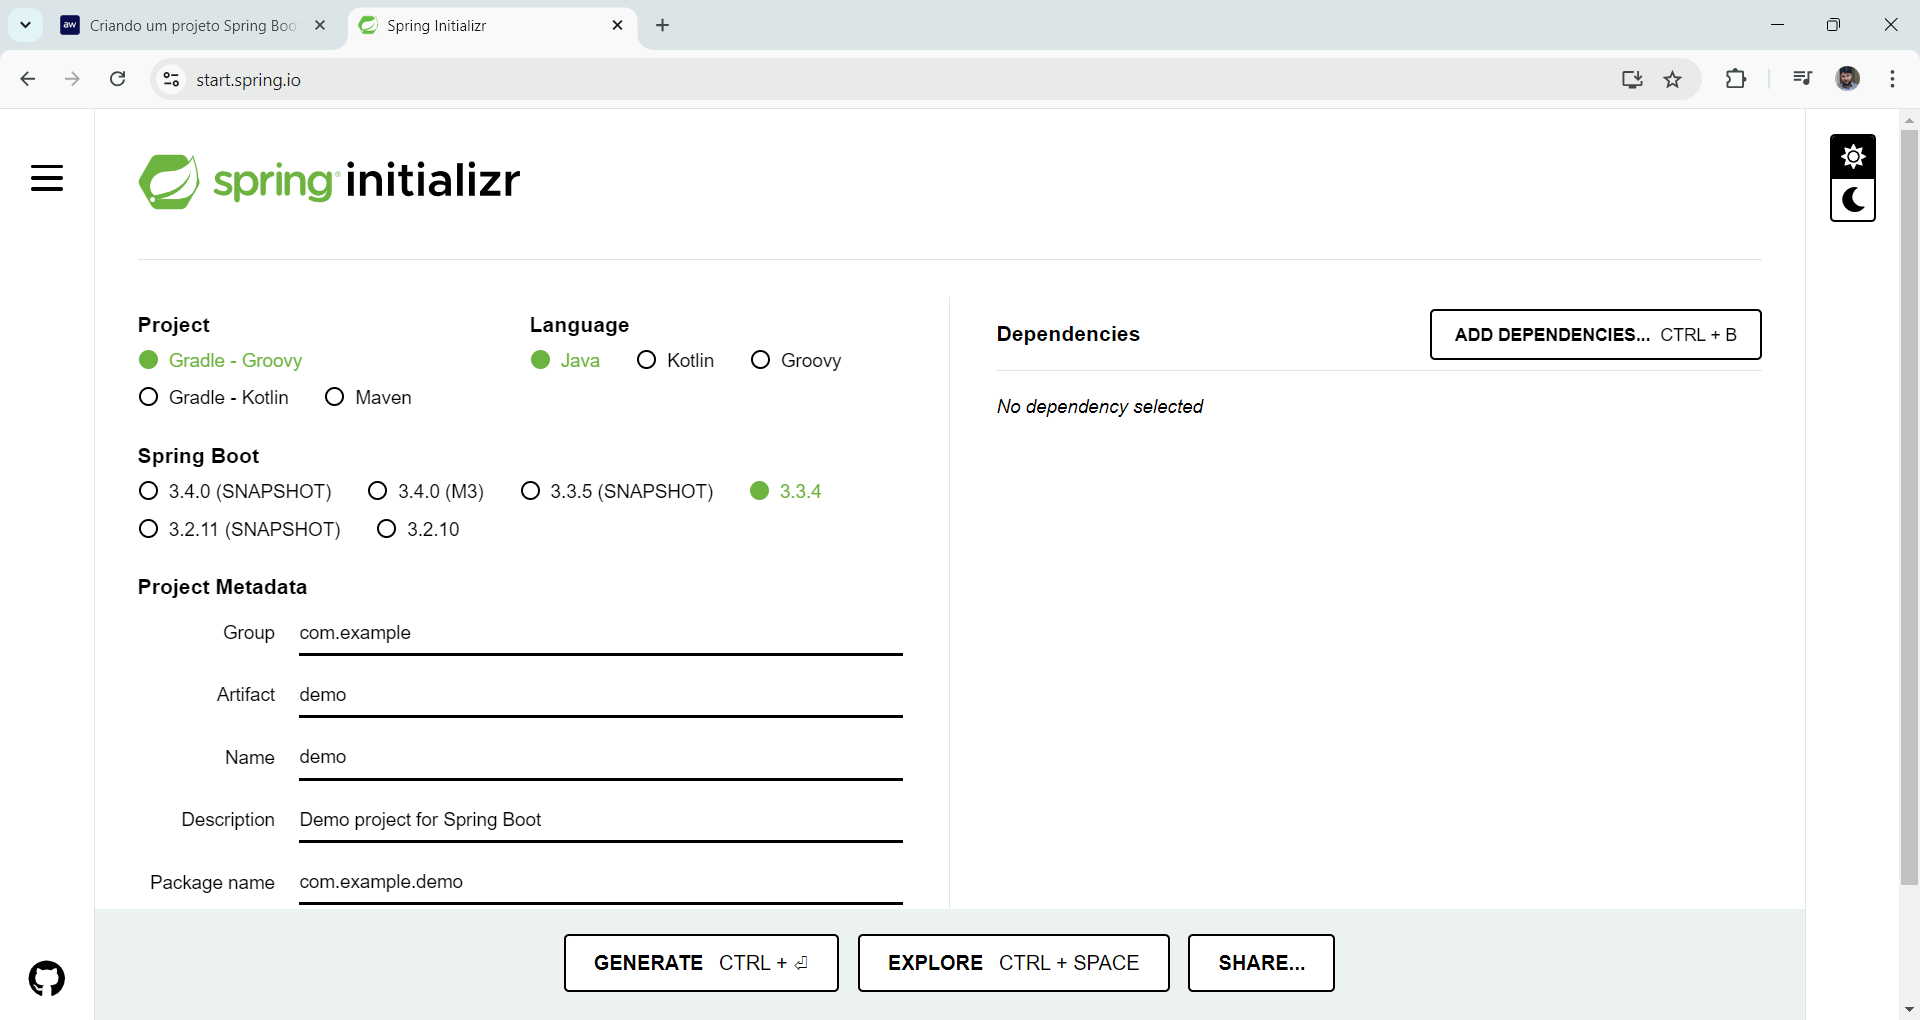 aw Criando um projeto Spring Boo
Spring Initializr
start.spring.io
spring initializr
Project
Gradle - Groovy
Gradle - Kotlin Maven
Language
Java Kotlin Groovy
Spring Boot
3.4.0 (SNAPSHOT) 3.4.0 (M3) 3.3.5 (SNAPSHOT) 3.3.4
3.2.11 (SNAPSHOT) 3.2.10
Project Metadata
Group com.example
Artifact demo
Name demo
Description Demo project for Spring Boot
Package name com.example.demo
Dependencies
ADD DEPENDENCIES... CTRL + B
No dependency selected
GENERATE CTRL + ⏎
EXPLORE CTRL + SPACE
SHARE...